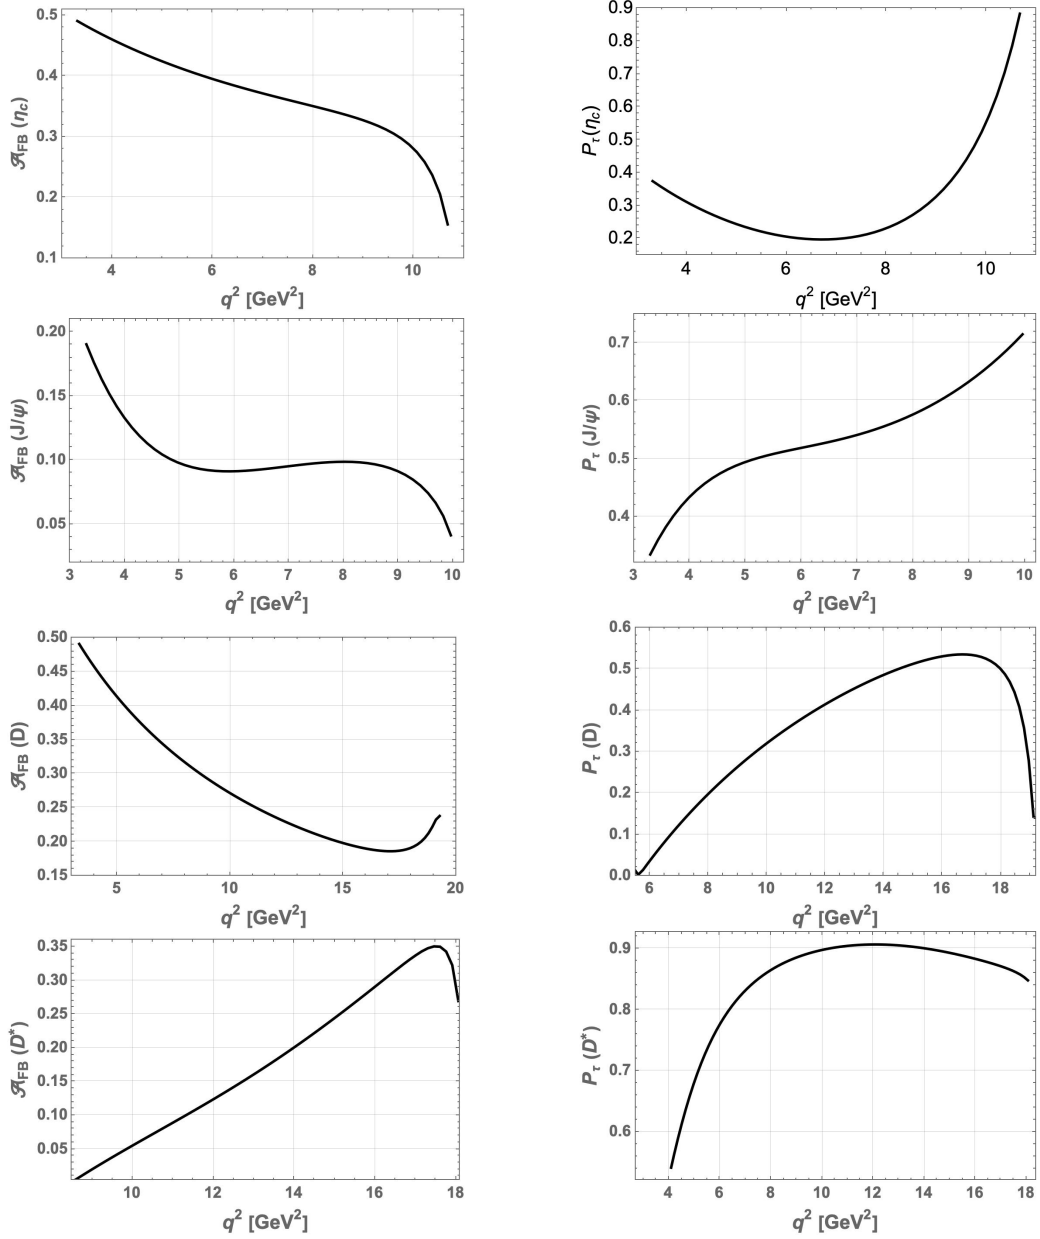 0.5
0.4
0.3
0.2
0.1
𝒜FB (ηc)
4 6 8 10
q² [GeV²]
0.9
0.8
0.7
0.6
0.5
0.4
0.3
0.2
Pτ(ηc)
4 6 8 10
q² [GeV²]
0.20
0.15
0.10
0.05
𝒜FB (J/ψ)
3 4 5 6 7 8 9 10
q² [GeV²]
0.7
0.6
0.5
0.4
Pτ (J/ψ)
3 4 5 6 7 8 9 10
q² [GeV²]
0.50
0.45
0.40
0.35
0.30
0.25
0.20
0.15
𝒜FB (D)
5 10 15 20
q² [GeV²]
0.6
0.5
0.4
0.3
0.2
0.1
0.0
Pτ (D)
6 8 10 12 14 16 18
q² [GeV²]
0.35
0.30
0.25
0.20
0.15
0.10
0.05
𝒜FB (D*)
10 12 14 16 18
q² [GeV²]
0.9
0.8
0.7
0.6
Pτ (D*)
4 6 8 10 12 14 16 18
q² [GeV²]